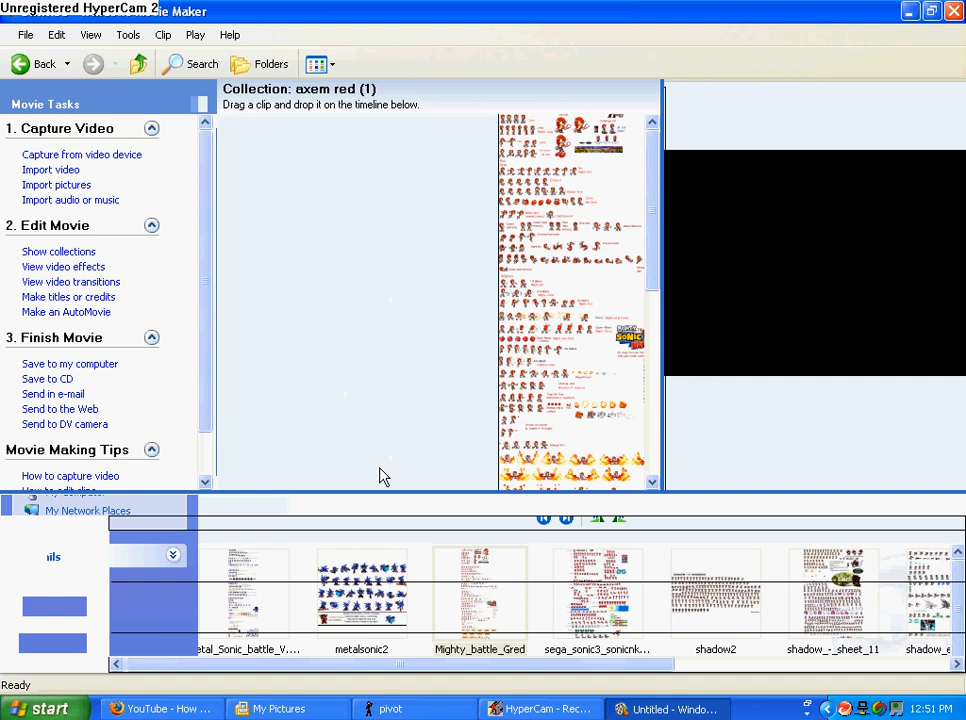 Unregistered HyperCam 2
ie Maker
File Edit View Tools Clip Play Help
Back Search Folders
Movie Tasks
Collection: axem red (1)
Drag a clip and drop it on the timeline below.
1. Capture Video
Capture from video device
Import video
Import pictures
Import audio or music
2. Edit Movie
Show collections
View video effects
View video transitions
Make titles or credits
Make an AutoMovie
3. Finish Movie
Save to my computer
Save to CD
Send in e-mail
Send to the Web
Send to DV camera
Movie Making Tips
How to capture video
My Network Places
ils
etal_Sonic_battle_V... metalsonic2 Mighty_battle_Gred sega_sonic3_sonicnk... shadow2 shadow_-_sheet_11 shadow_e
Ready
start YouTube - How ... My Pictures pivot HyperCam - Rec... Untitled - Windo... 12:51 PM